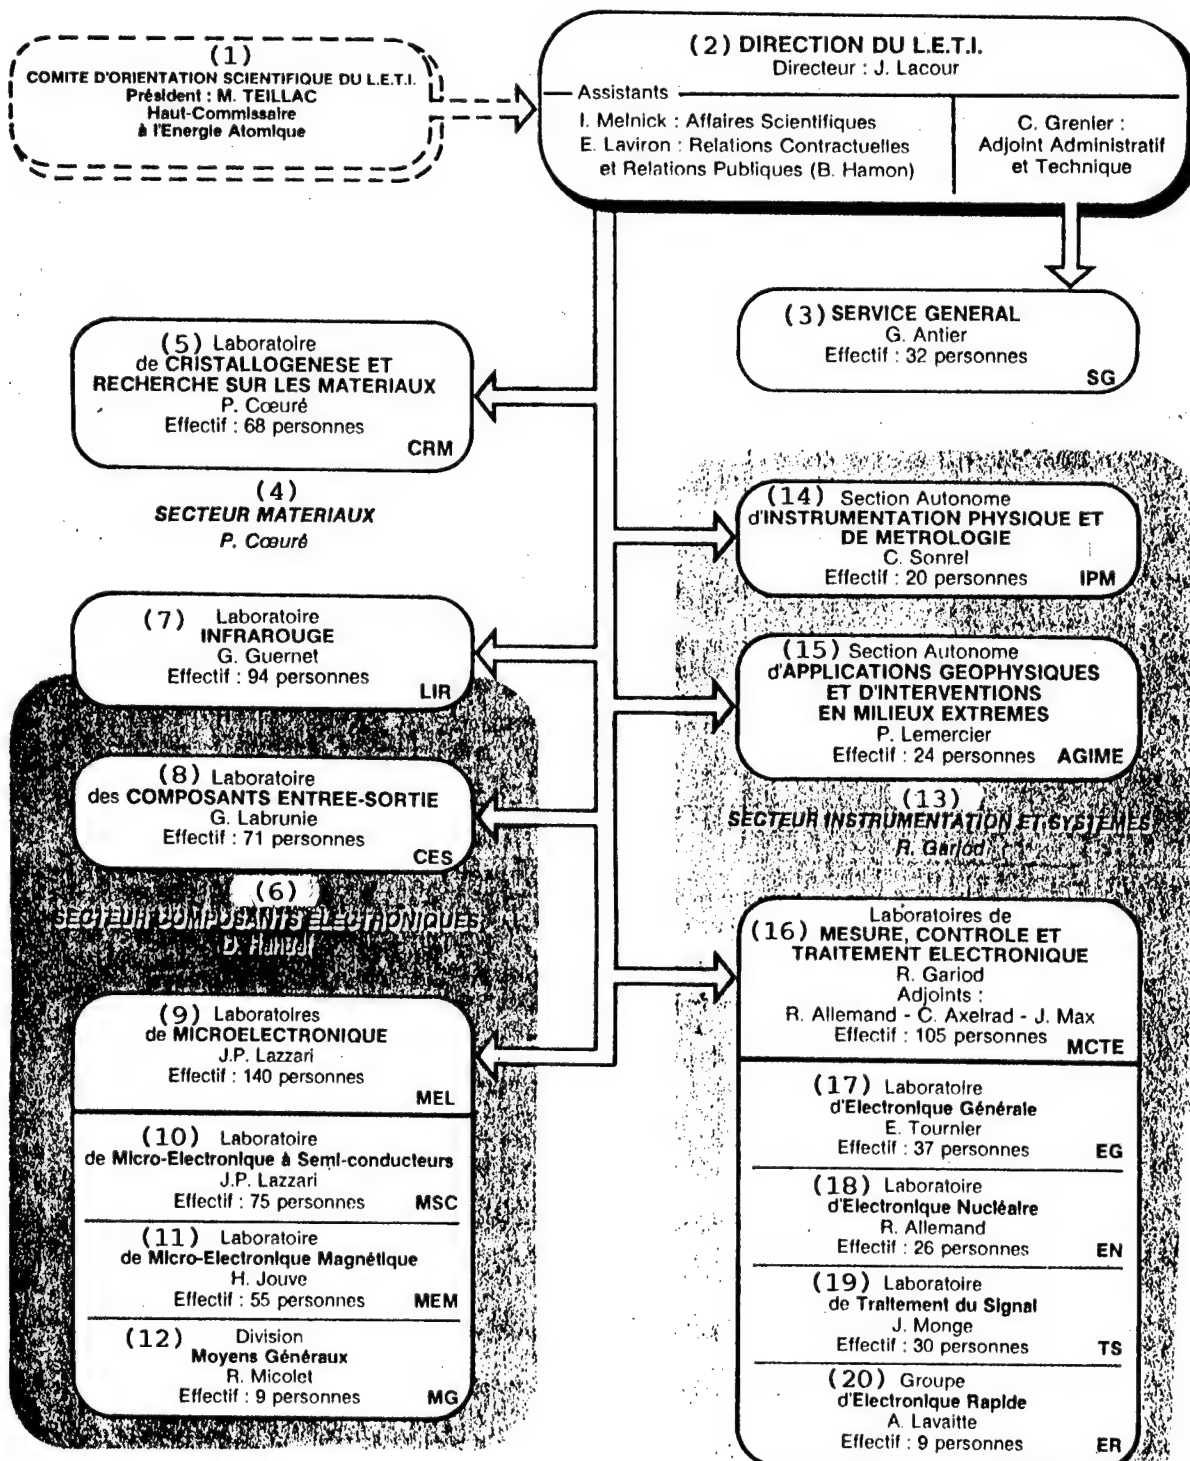 (1)
COMITE D'ORIENTATION SCIENTIFIQUE DU L.E.T.I.
Président : M. TEILLAC
Haut-Commissaire
à l'Energie Atomique
(2) DIRECTION DU L.E.T.I.
Directeur : J. Lacour
Assistants
I. Melnick : Affaires Scientifiques
E. Laviron : Relations Contractuelles
et Relations Publiques (B. Hamon)
C. Grenier :
Adjoint Administratif
et Technique
(3) SERVICE GENERAL
G. Antier
Effectif : 32 personnes
SG
(5) Laboratoire
de CRISTALLOGENESE ET
RECHERCHE SUR LES MATERIAUX
P. Cœuré
Effectif : 68 personnes
CRM
(4)
SECTEUR MATERIAUX
P. Cœuré
(7) Laboratoire
INFRAROUGE
G. Guernet
Effectif : 94 personnes
LIR
(8) Laboratoire
des COMPOSANTS ENTREE-SORTIE
G. Labrunie
Effectif : 71 personnes
CES
(6)
SECTEUR COMPOSANTS ELECTRONIQUES
D.
(9) Laboratoires
de MICROELECTRONIQUE
J.P. Lazzari
Effectif : 140 personnes
MEL
(10) Laboratoire
de Micro-Electronique à Semi-conducteurs
J.P. Lazzari
Effectif : 75 personnes MSC
(11) Laboratoire
de Micro-Electronique Magnétique
H. Jouve
Effectif : 55 personnes MEM
(12) Division
Moyens Généraux
R. Micolet
Effectif : 9 personnes MG
(14) Section Autonome
d'INSTRUMENTATION PHYSIQUE ET
DE METROLOGIE
C. Sonrel
Effectif : 20 personnes IPM
(15) Section Autonome
d'APPLICATIONS GEOPHYSIQUES
ET D'INTERVENTIONS
EN MILIEUX EXTREMES
P. Lemercier
Effectif : 24 personnes AGIME
(13)
SECTEUR INSTRUMENTATION ET SYSTEMES
R. Gariod
(16) Laboratoires de
MESURE, CONTROLE ET
TRAITEMENT ELECTRONIQUE
R. Gariod
Adjoints :
R. Allemand - C. Axelrad - J. Max
Effectif : 105 personnes
MCTE
(17) Laboratoire
d'Electronique Générale
E. Tournier
Effectif : 37 personnes EG
(18) Laboratoire
d'Electronique Nucléaire
R. Allemand
Effectif : 26 personnes EN
(19) Laboratoire
de Traitement du Signal
J. Monge
Effectif : 30 personnes TS
(20) Groupe
d'Electronique Rapide
A. Lavaitte
Effectif : 9 personnes ER